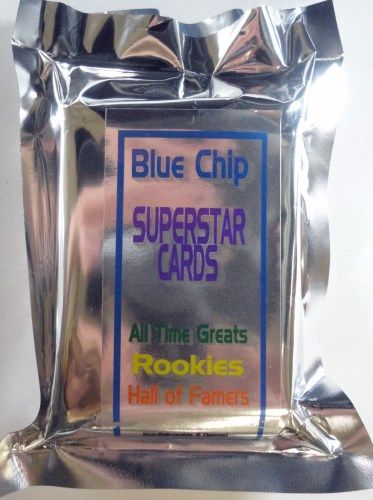 Blue Chip
SUPERSTAR
CARDS
All Time Greats
Rookies
Hall of Famers
Non-Returnable if Opened